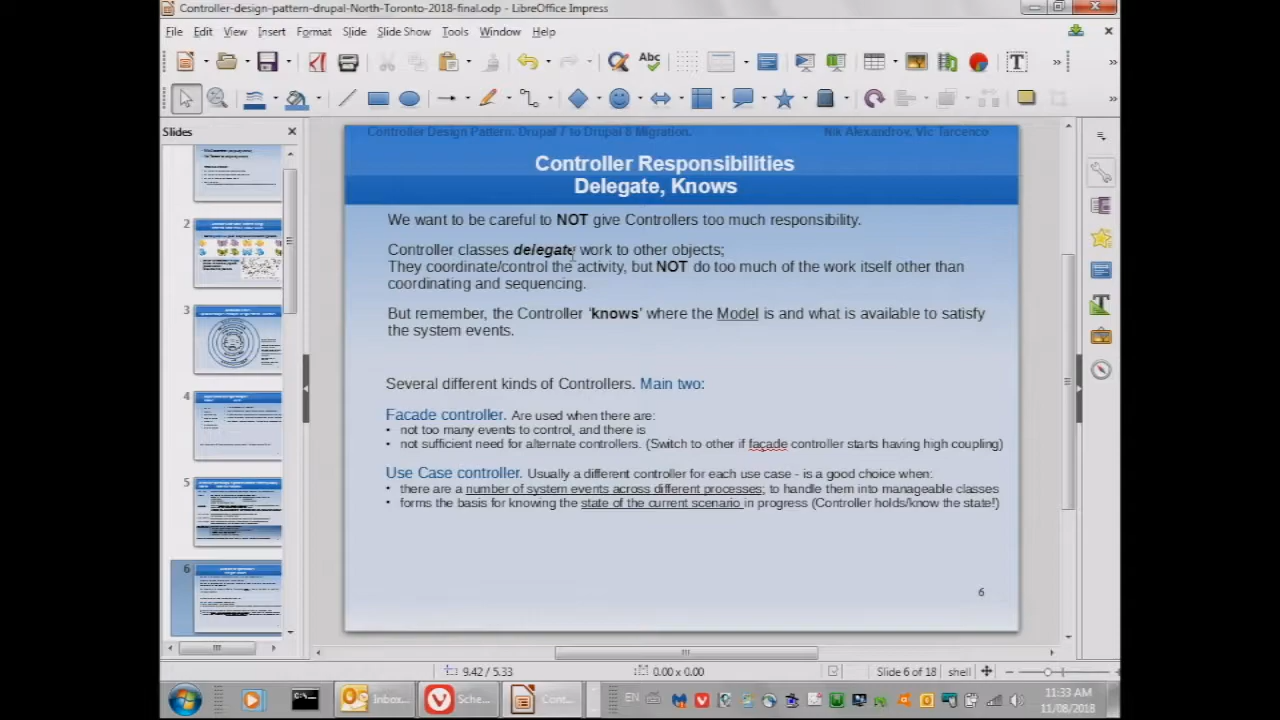 Controller-design-pattern-drupal-North-Toronto-2018-final.odp - LibreOffice Impress
File Edit View Insert Format Slide Slide Show Tools Window Help
Abc
T
Slides
2
3
4
5
6
Controller Design Pattern. Drupal 7 to Drupal 8 Migration. Nik Alexandrov, Vic Tarcenco
Controller Responsibilities
Delegate, Knows
We want to be careful to NOT give Controllers too much responsibility.
Controller classes delegate work to other objects;
They coordinate/control the activity, but NOT do too much of the work itself other than
coordinating and sequencing.
But remember, the Controller 'knows' where the Model is and what is available to satisfy
the system events.
Several different kinds of Controllers. Main two:
Facade controller. Are used when there are:
• not too many events to control, and there is
• not sufficient need for alternate controllers. (Switch to other if façade controller starts having high coupling)
Use Case controller. Usually a different controller for each use case - is a good choice when:
• there are a number of system events across different processes; to handle them into manageable classes
• forms the basis for knowing the state of the current scenario in progress (Controller holds/know the state!)
6
9.42 / 5.33 0.00 x 0.00 Slide 6 of 18 shell
Inbox... Sche... Cont... EN 11:33 AM
11/08/2018